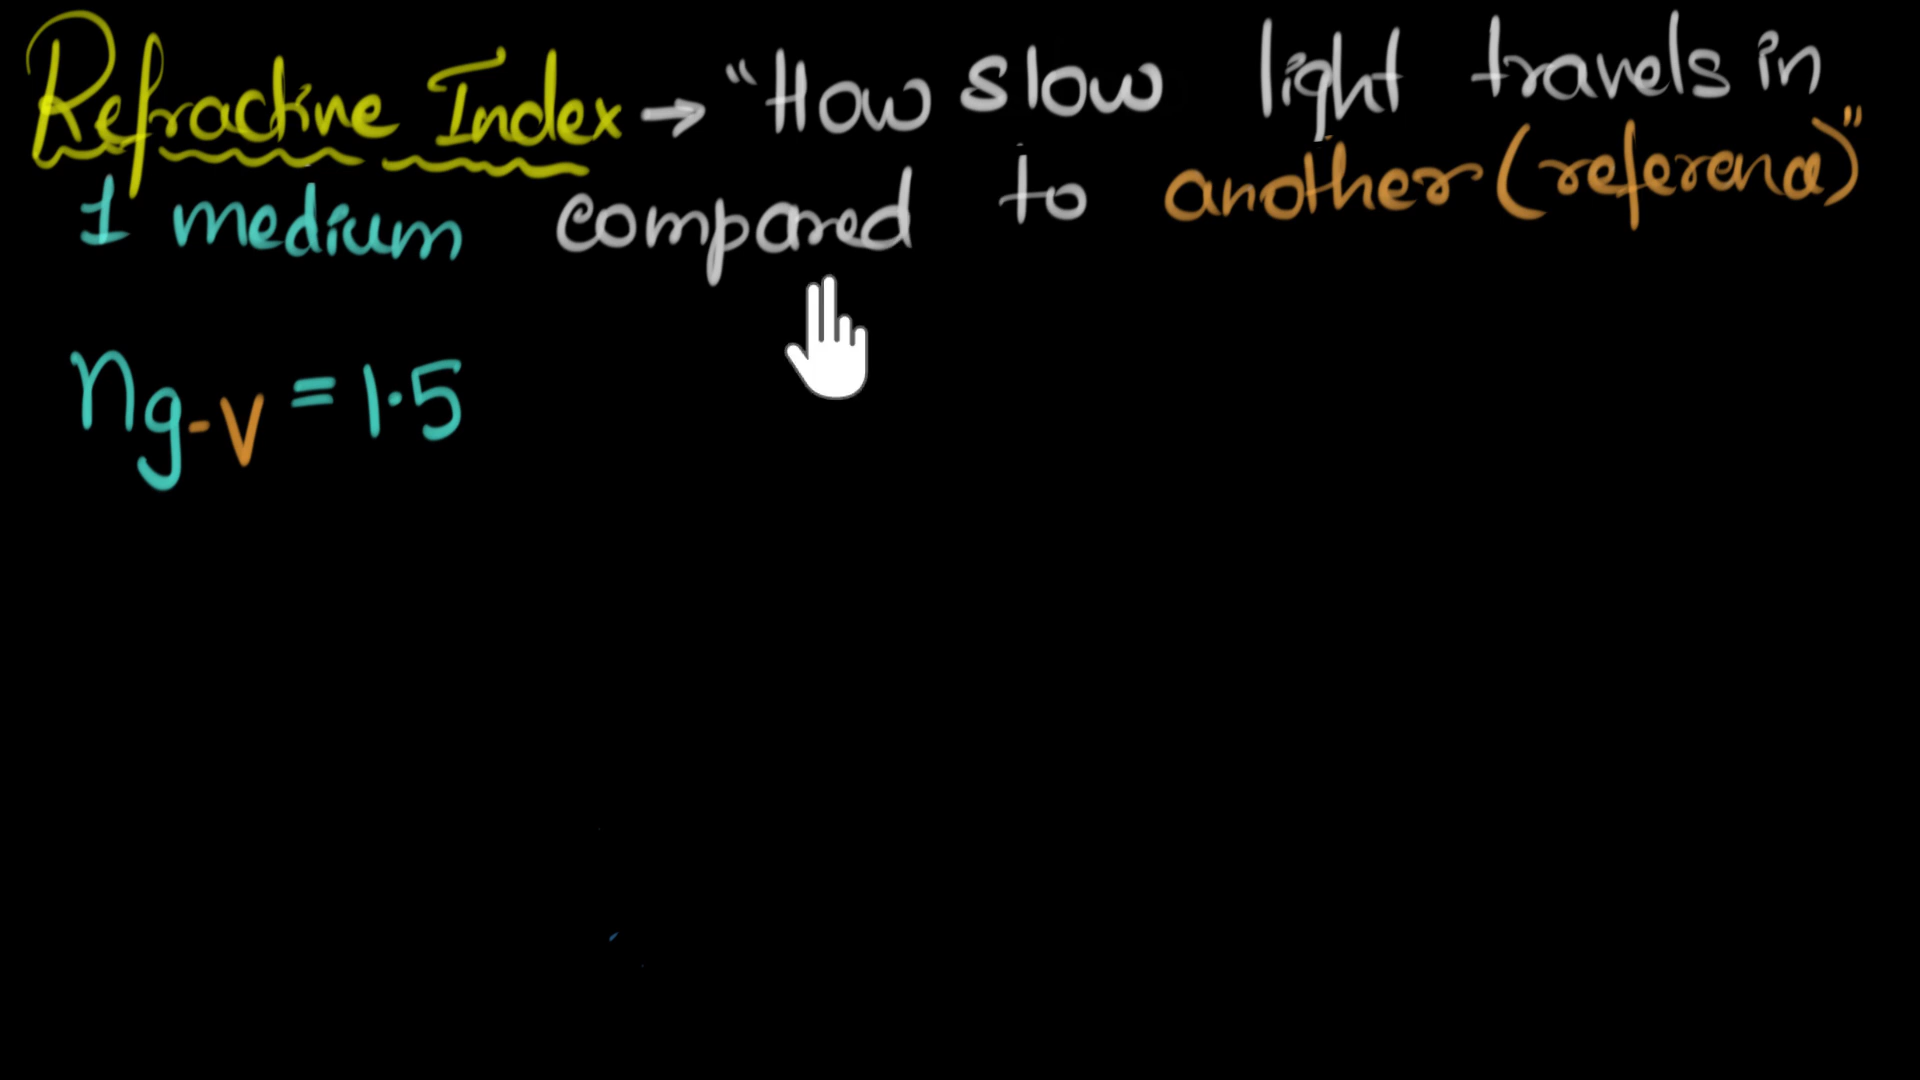 Refractive Index → "How slow light travels in
1 medium compared to another (reference)"
ng-v = 1.5